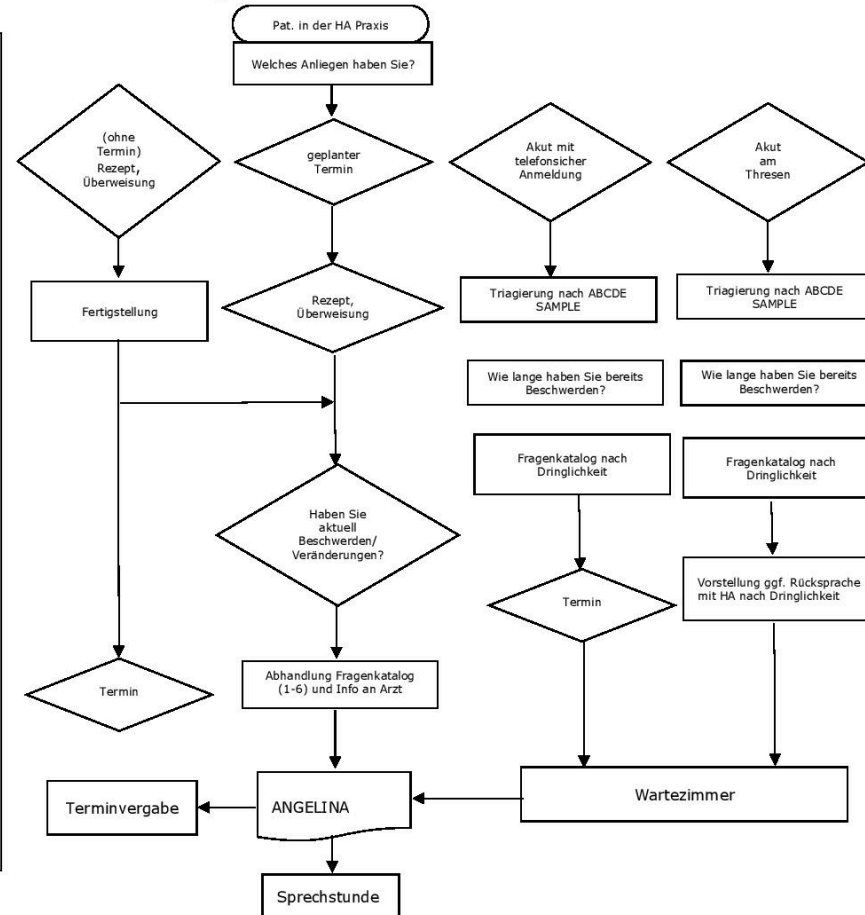 Pat. in der HA Praxis
Welches Anliegen haben Sie?
(ohne
Termin)
Rezept,
Überweisung
geplanter
Termin
Akut mit
telefonsicher
Anmeldung
Akut
am
Thresen
Fertigstellung
Rezept,
Überweisung
Triagierung nach ABCDE
SAMPLE
Triagierung nach ABCDE
SAMPLE
Wie lange haben Sie bereits
Beschwerden?
Wie lange haben Sie bereits
Beschwerden?
Fragenkatalog nach
Dringlichkeit
Fragenkatalog nach
Dringlichkeit
Haben Sie
aktuell
Beschwerden/
Veränderungen?
Termin
Vorstellung ggf. Rücksprache
mit HA nach Dringlichkeit
Termin
Abhandlung Fragenkatalog
(1-6) und Info an Arzt
Terminvergabe
ANGELINA
Wartezimmer
Sprechstunde